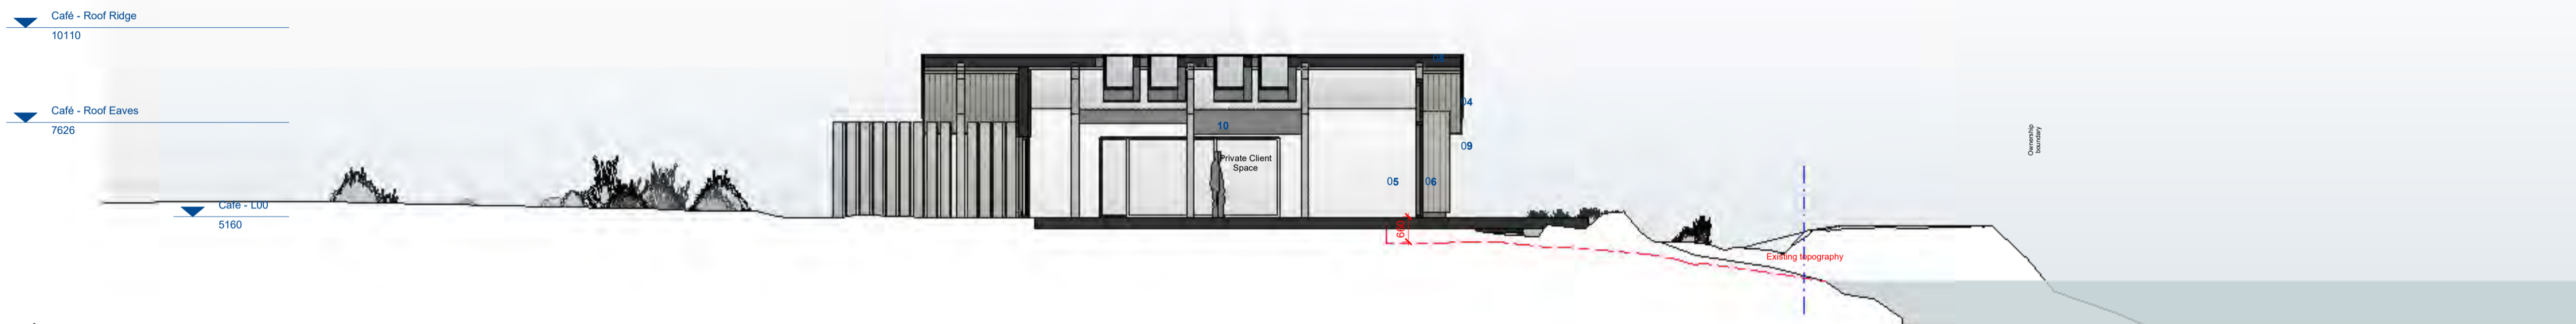 Café - Roof Ridge
10110
Café - Roof Eaves
7626
Café - L00
5160
04
10
09
Private Client
Space
05
06
Ownership
boundary
Existing topography